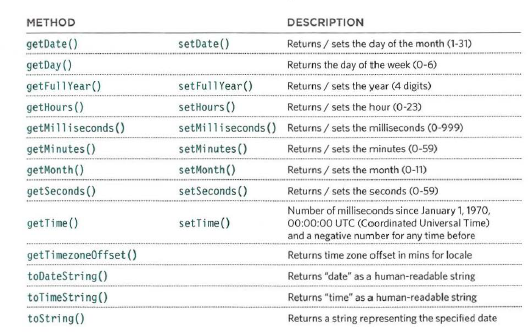 METHOD DESCRIPTION
getDate() setDate() Returns / sets the day of the month (1-31)
getDay() Returns the day of the week (0-6)
getFullYear() setFullYear() Returns / sets the year (4 digits)
getHours() setHours() Returns / sets the hour (0-23)
getMilliseconds() setMilliseconds() Returns / sets the milliseconds (0-999)
getMinutes() setMinutes() Returns / sets the minutes (0-59)
getMonth() setMonth() Returns / sets the month (0-11)
getSeconds() setSeconds() Returns / sets the seconds (0-59)
Number of milliseconds since January 1, 1970,
getTime() setTime() 00:00:00 UTC (Coordinated Universal Time)
and a negative number for any time before
getTimezoneOffset() Returns time zone offset in mins for locale
toDateString() Returns "date" as a human-readable string
toTimeString() Returns "time" as a human-readable string
toString() Returns a string representing the specified date